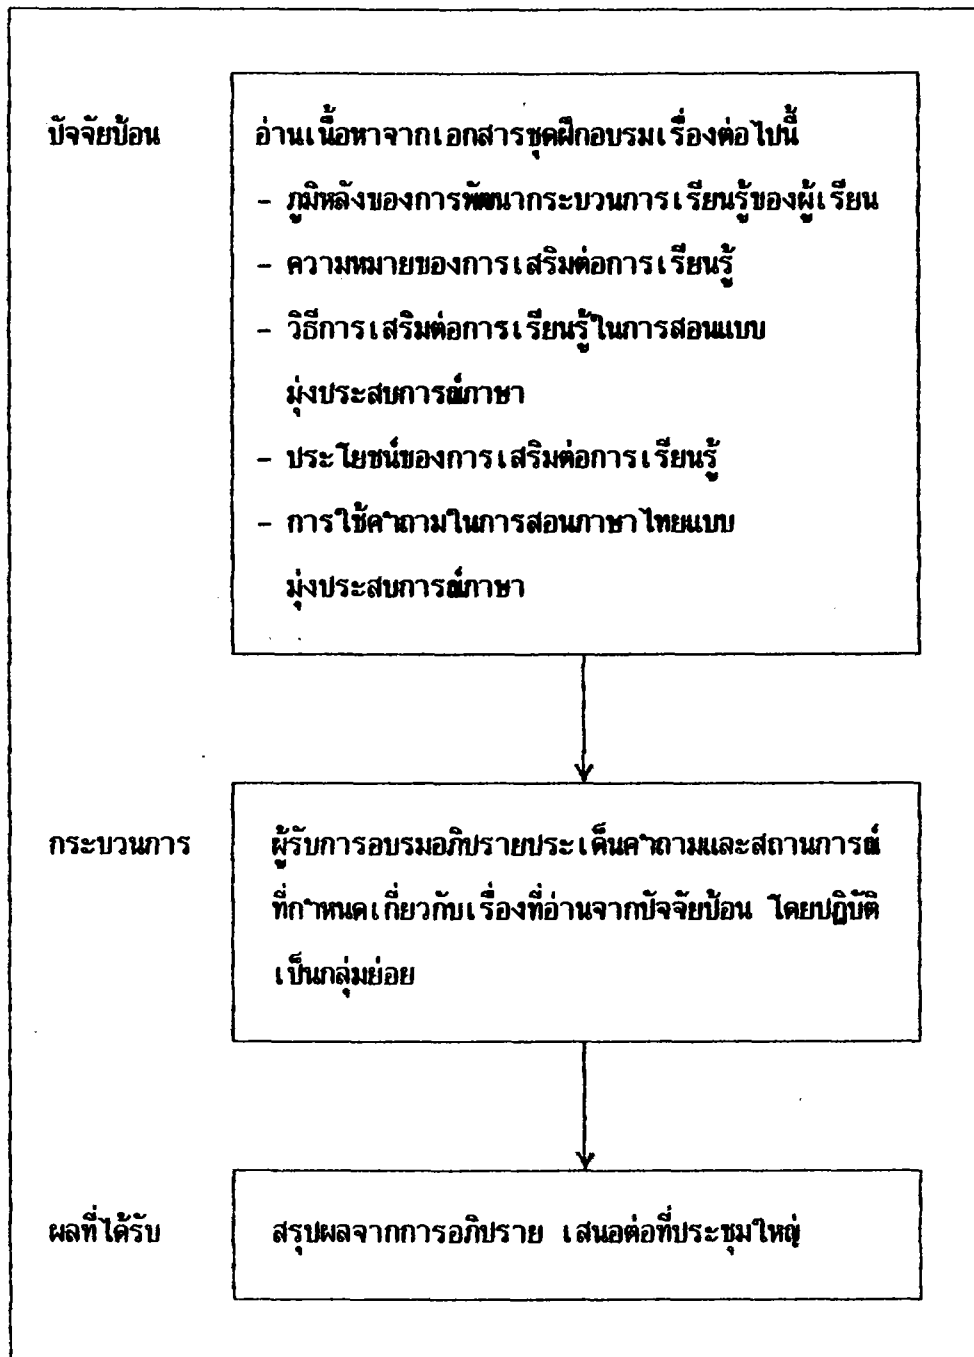 ปัจจัยป้อน
อ่านเนื้อหาจากเอกสารชุดฝึกอบรมเรื่องต่อไปนี้
- ภูมิหลังของการพัฒนากระบวนการเรียนรู้ของผู้เรียน
- ความหมายของการเสริมต่อการเรียนรู้
- วิธีการเสริมต่อการเรียนรู้ในการสอนแบบ
มุ่งประสบการณ์ภาษา
- ประโยชน์ของการเสริมต่อการเรียนรู้
- การใช้คำถามในการสอนภาษาไทยแบบ
มุ่งประสบการณ์ภาษา
กระบวนการ
ผู้รับการอบรมอภิปรายประเด็นคำถามและสถานการณ์
ที่กำหนดเกี่ยวกับเรื่องที่อ่านจากปัจจัยป้อน โดยปฏิบัติ
เป็นกลุ่มย่อย
ผลที่ได้รับ
สรุปผลจากการอภิปราย เสนอต่อที่ประชุมใหญ่